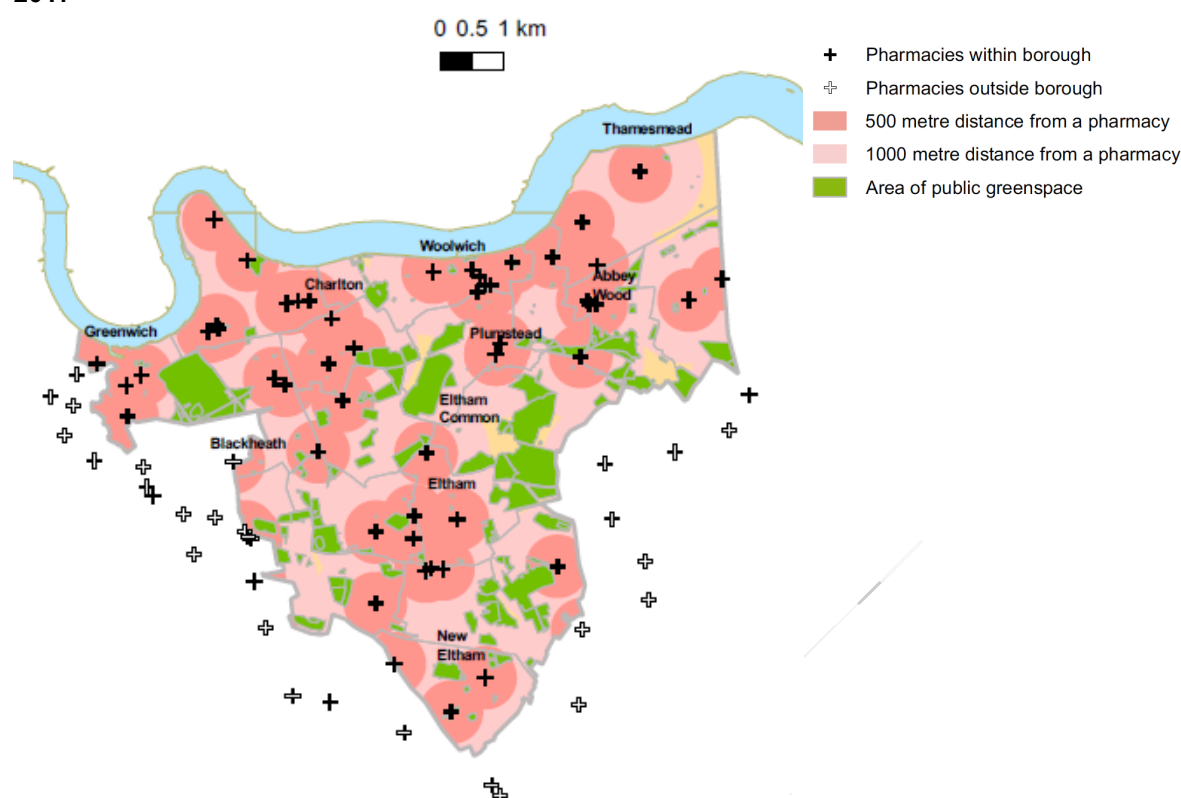 0 0.5 1 km
Pharmacies within borough
Pharmacies outside borough
500 metre distance from a pharmacy
1000 metre distance from a pharmacy
Area of public greenspace
Thamesmead
Woolwich
Abbey
Wood
Charlton
Greenwich
Plumstead
Eltham
Common
Blackheath
Eltham
New
Eltham